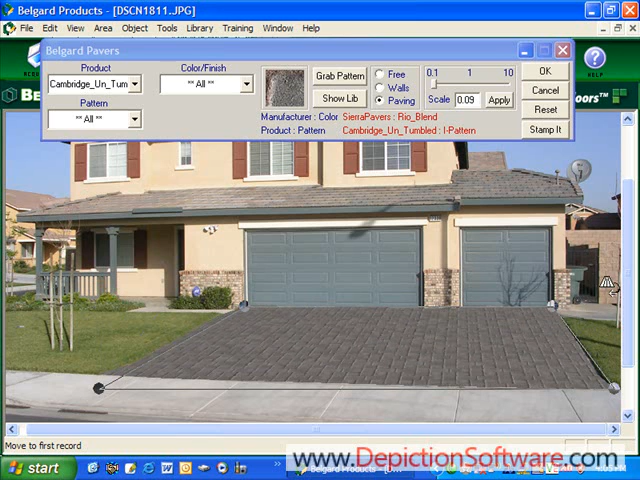 Belgard Products - [DSCN1811.JPG]
File Edit View Window Tools Color Library Training Window Help
Belgard Pavers
Product
Color/Finish
Cambridge_Un_Tum
** All **
Pattern
** All **
Grab Pattern
Show Lib
Free
Walls
Paving
0.1 1 10
Scale 0.09 Apply
OK
Cancel
Reset
Stamp It
Manufacturer : Color SierraPavers : Rio_Blend
Product : Pattern Cambridge_Un_Tumbled : I-Pattern
HELP
Move to first record
start
Belgard Products - [D...
www.DepictionSoftware.com